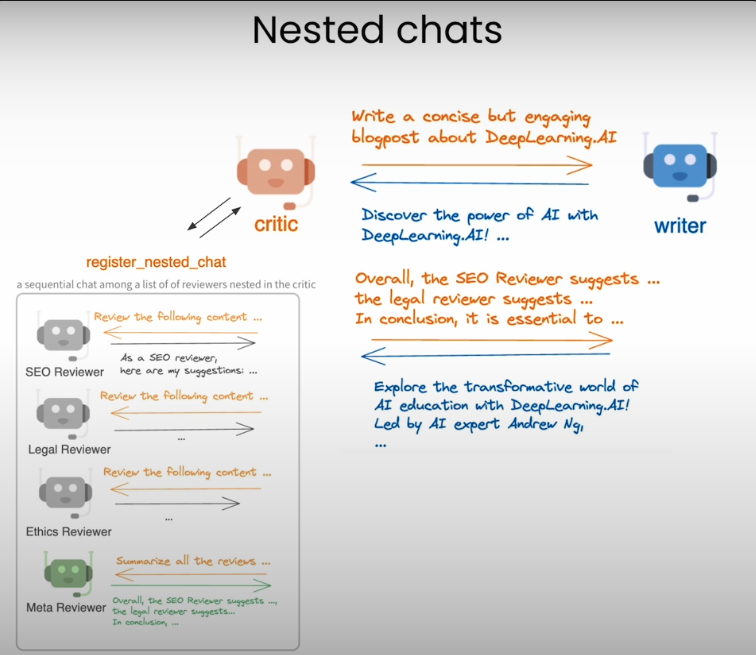 Nested chats
Write a concise but engaging
blogpost about DeepLearning.AI
critic
writer
Discover the power of AI with
DeepLearning.AI! ...
register_nested_chat
a sequential chat among a list of of reviewers nested in the critic
Overall, the SEO Reviewer suggests ...
the legal reviewer suggests ...
In conclusion, it is essential to ...
Explore the transformative world of
AI education with DeepLearning.AI!
Led by AI expert Andrew Ng,
...
Review the following content ...
As a SEO reviewer,
here are my suggestions: ...
SEO Reviewer
Review the following content ...
...
Legal Reviewer
Review the following content ...
...
Ethics Reviewer
Summarize all the reviews ...
Overall, the SEO Reviewer suggests ...,
the legal reviewer suggests...
In conclusion, ...
Meta Reviewer